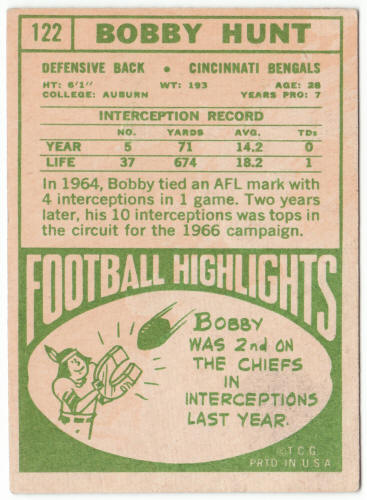 122 BOBBY HUNT
DEFENSIVE BACK • CINCINNATI BENGALS
HT: 6'1" WT: 193 AGE: 28
COLLEGE: AUBURN YEARS PRO: 7
INTERCEPTION RECORD
NO. YARDS AVG. TDs
YEAR 5 71 14.2 0
LIFE 37 674 18.2 1
In 1964, Bobby tied an AFL mark with
4 interceptions in 1 game. Two years
later, his 10 interceptions was tops in
the circuit for the 1966 campaign.
FOOTBALL HIGHLIGHTS
BOBBY
WAS 2nd ON
THE CHIEFS
IN
INTERCEPTIONS
LAST YEAR.
© T.C.G.
PRTD IN U.S.A